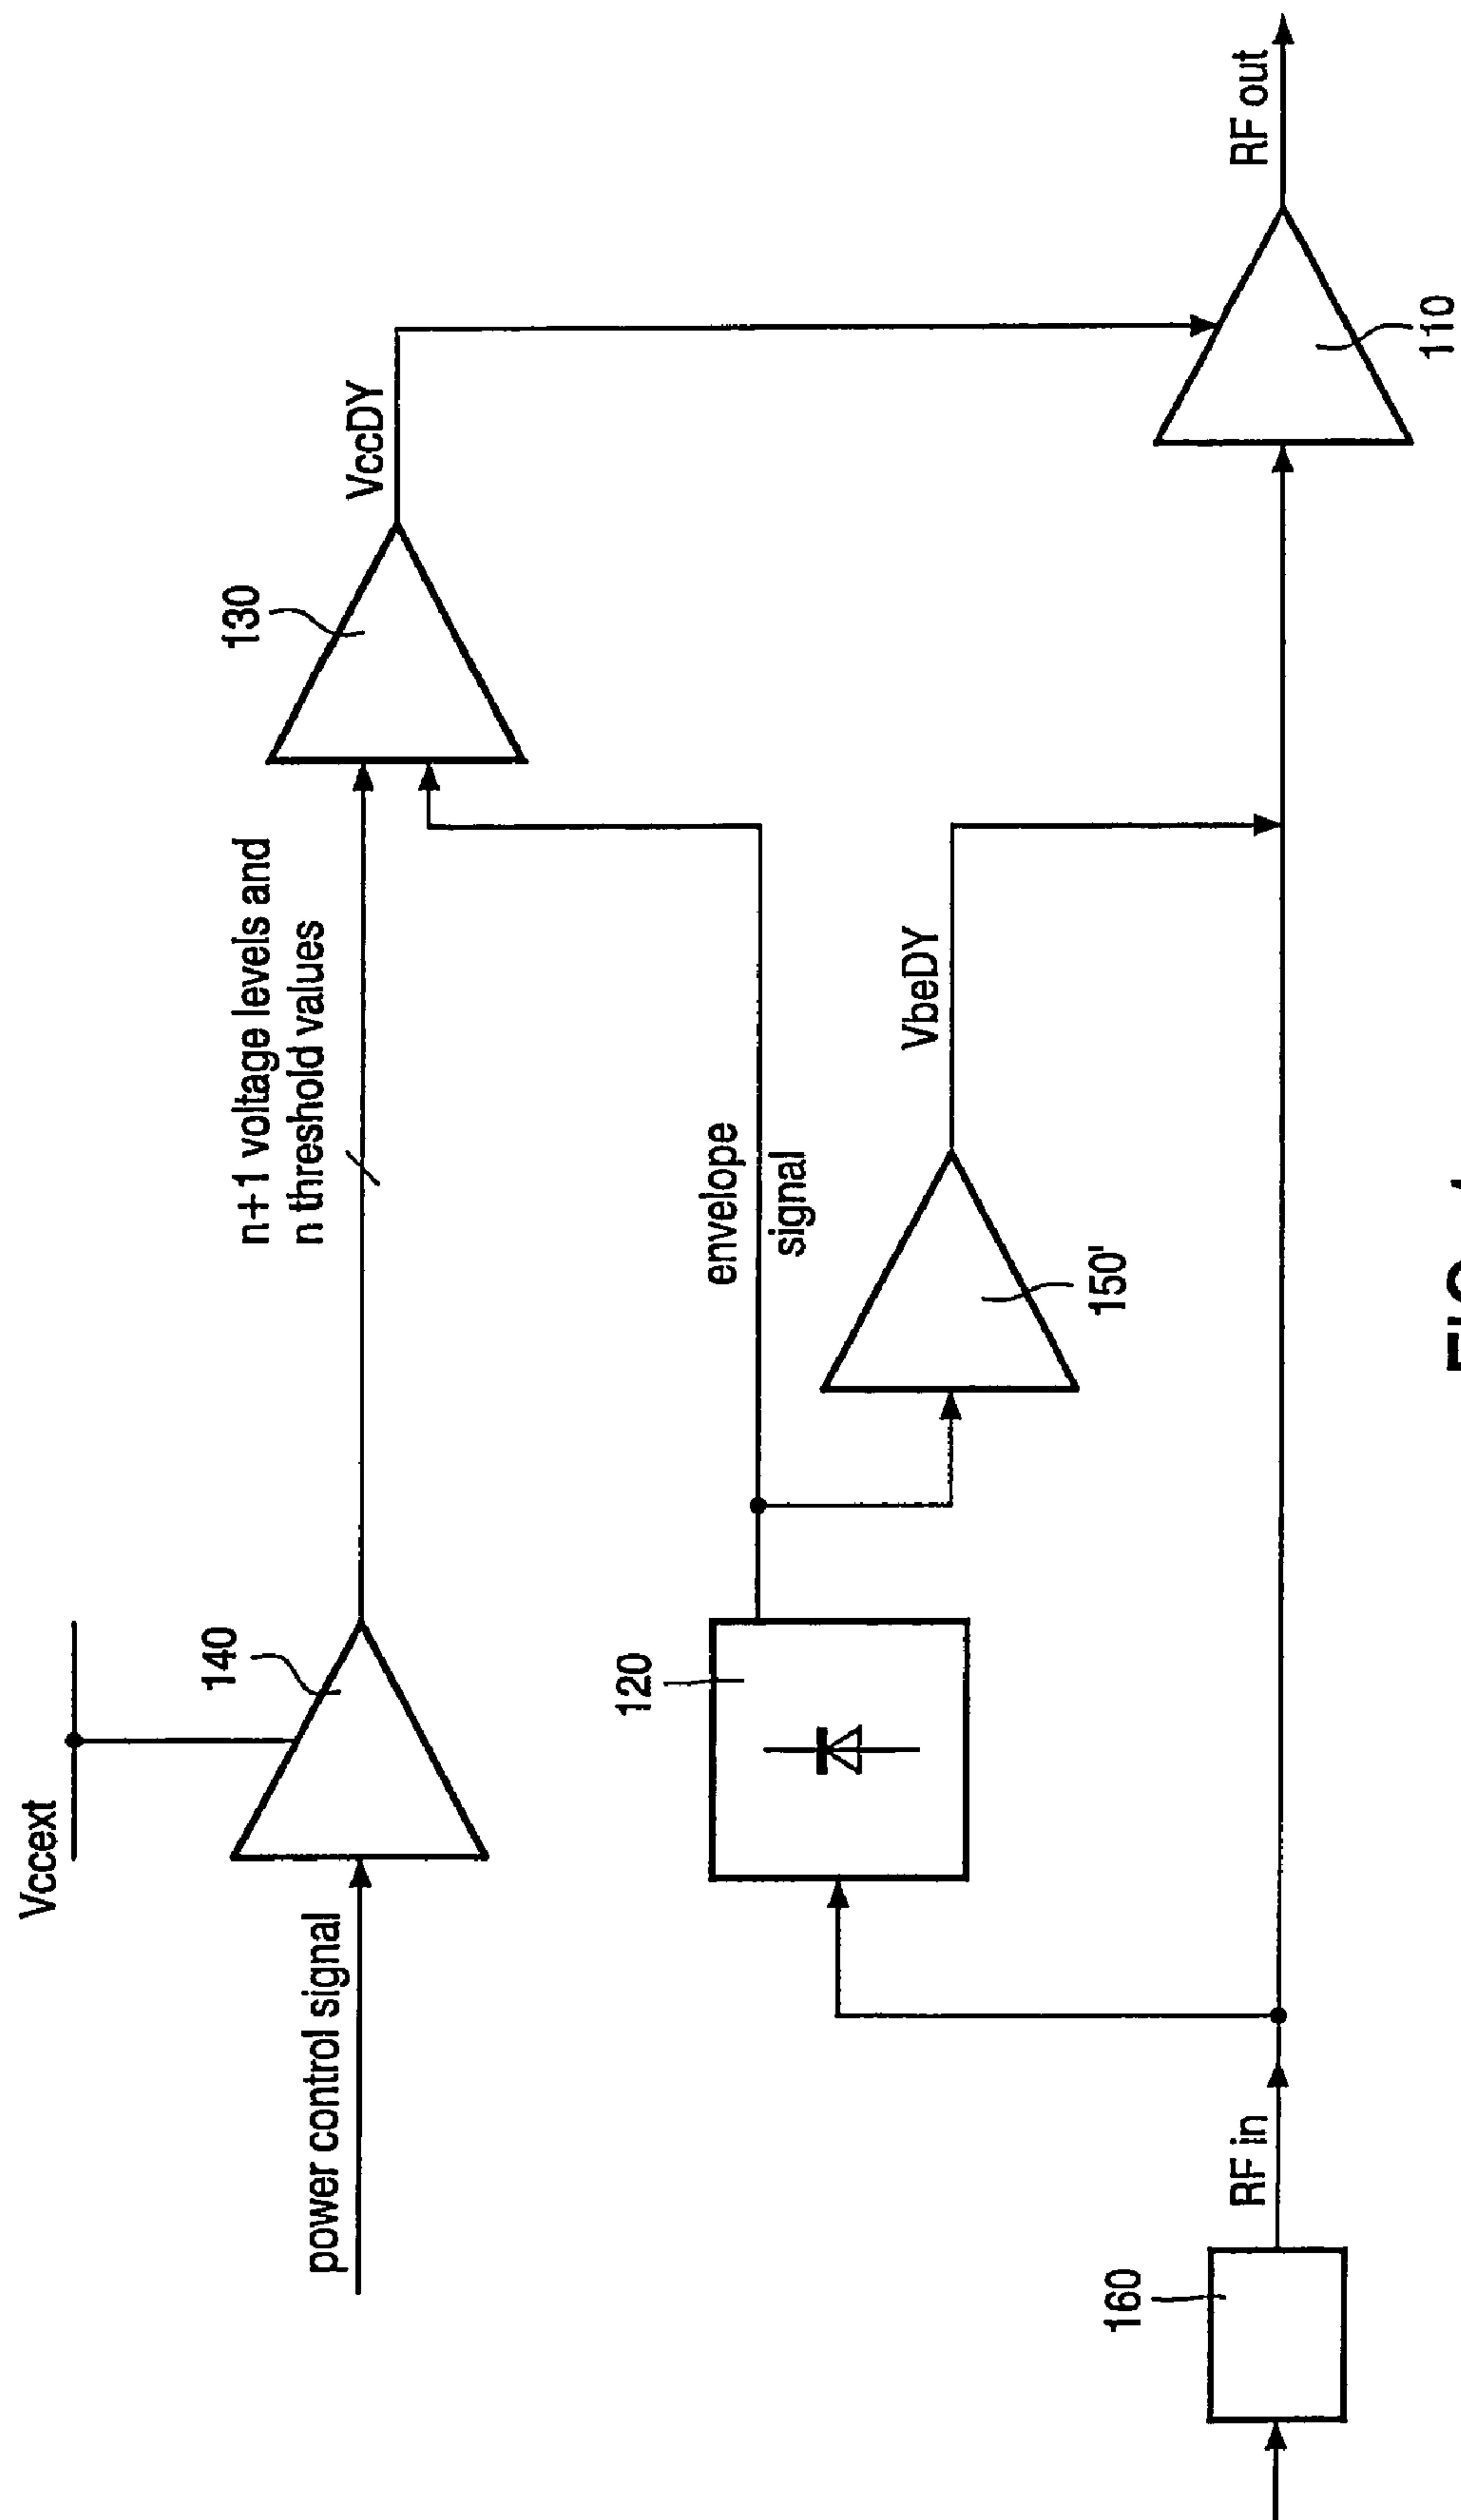 Vccext
140
power control signal
n+1 voltage levels and
n threshold values
130
VccDY
120
envelope
signal
150'
VbeDY
160
RF in
110
RF out